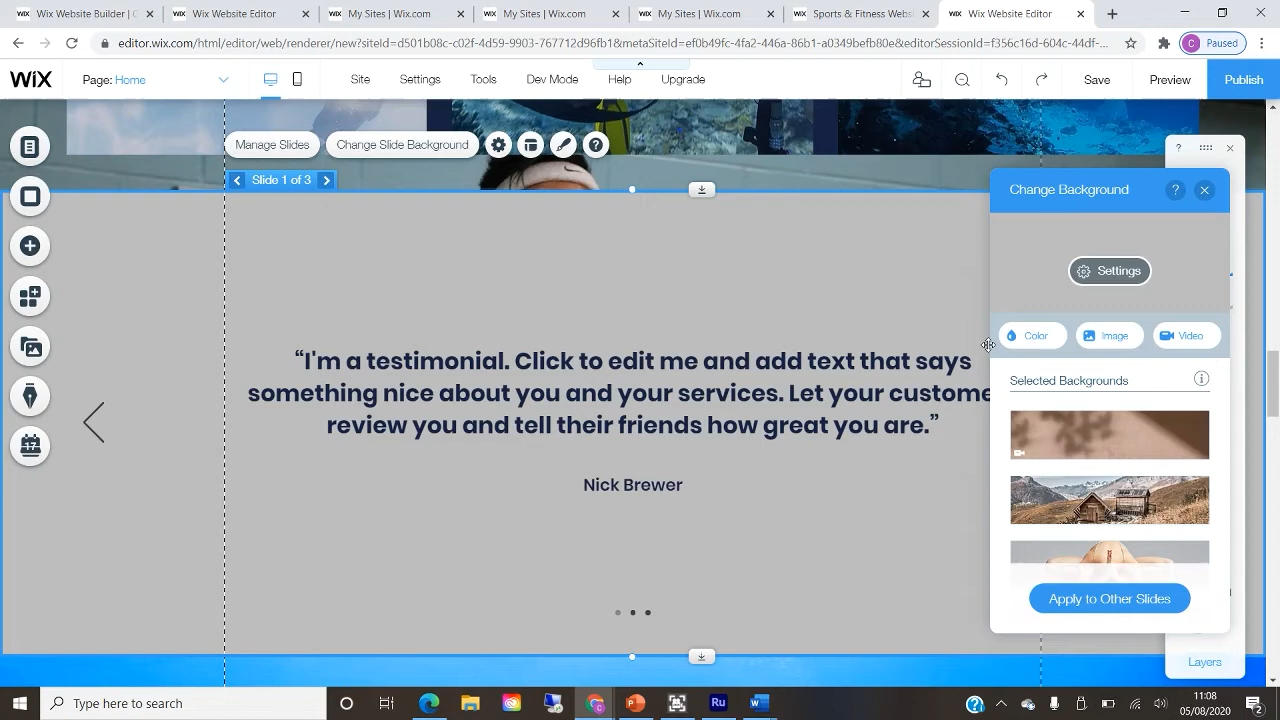 Wix Website Builder | C
Wix Website Editor
My Sites | Wix.com
My Sites | Wix.com
My Sites | Wix.com
Sports & Fitness Websi
Wix Website Editor
editor.wix.com/html/editor/web/renderer/new?siteId=d501b08c-c02f-4d59-9903-767712d96fb1&metaSiteId=ef0b49fc-4fa2-446a-86b1-a0349befb80e&editorSessionId=f356c16d-604c-44df-...
C Paused
WiX
Page: Home
Site
Settings
Tools
Dev Mode
Help
Upgrade
Save
Preview
Publish
Manage Slides
Change Slide Background
?
Slide 1 of 3
?
Change Background
?
Settings
Color
Image
Video
Selected Backgrounds
“I'm a testimonial. Click to edit me and add text that says
something nice about you and your services. Let your custome
review you and tell their friends how great you are.”
Nick Brewer
17
Apply to Other Slides
Layers
Type here to search
Ru
11:08
05/08/2020
2